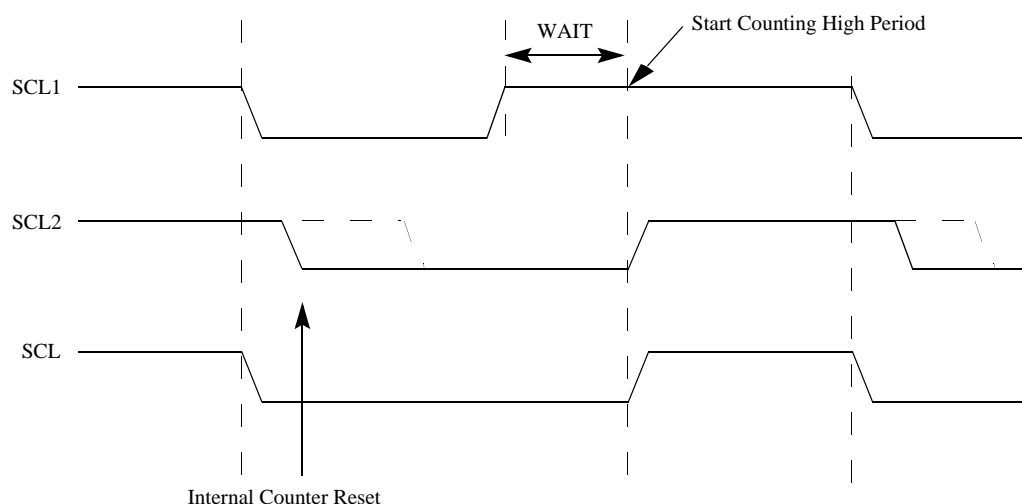 WAIT
Start Counting High Period
SCL1
SCL2
SCL
Internal Counter Reset